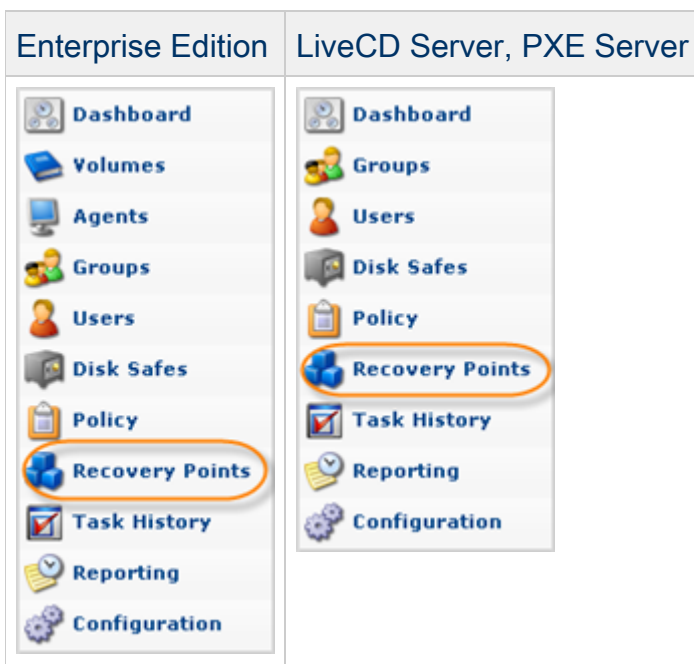 Enterprise Edition
LiveCD Server, PXE Server
Dashboard
Volumes
Agents
Groups
Users
Disk Safes
Policy
Recovery Points
Task History
Reporting
Configuration
Dashboard
Groups
Users
Disk Safes
Policy
Recovery Points
Task History
Reporting
Configuration